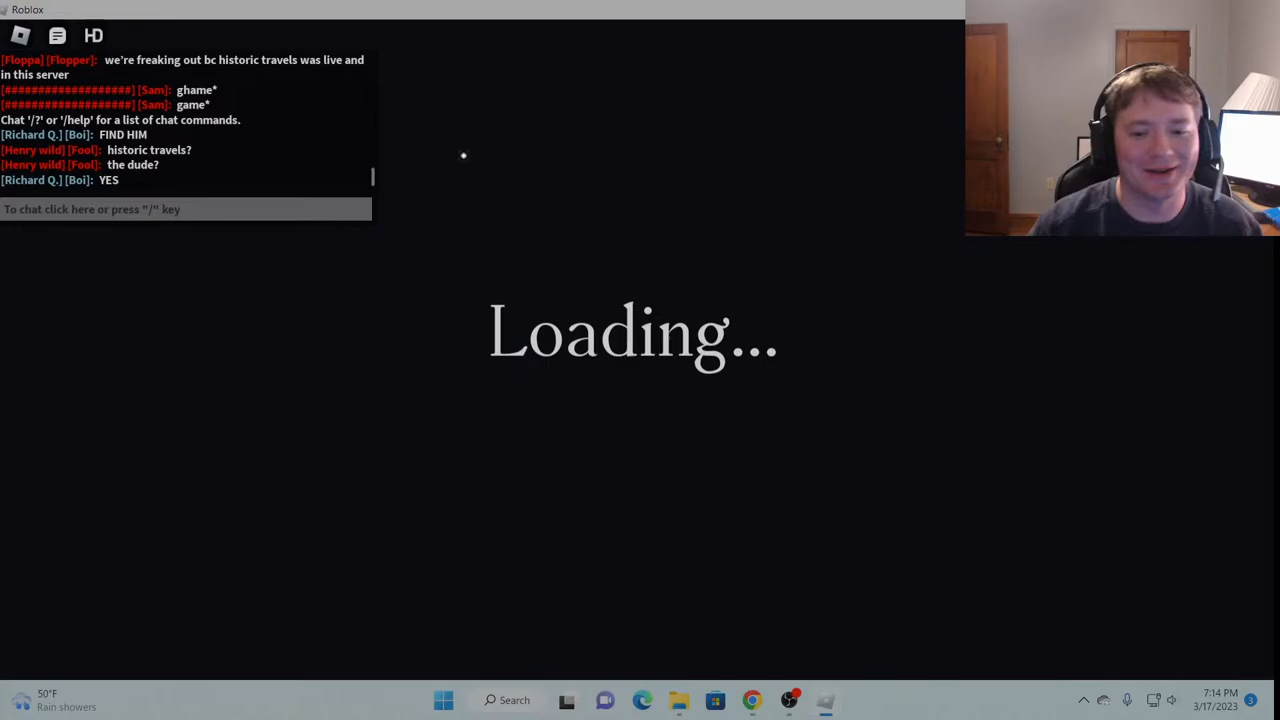 Roblox
HD
[Floppa] [Flopper]: we're freaking out bc historic travels was live and
in this server
[###################] [Sam]: ghame*
[###################] [Sam]: game*
Chat '/?' or '/help' for a list of chat commands.
[Richard Q.] [Boi]: FIND HIM
[Henry wild] [Fool]: historic travels?
[Henry wild] [Fool]: the dude?
[Richard Q.] [Boi]: YES
To chat click here or press "/" key
Loading...
50°F
Rain showers
Search
7:14 PM
3/17/2023
3